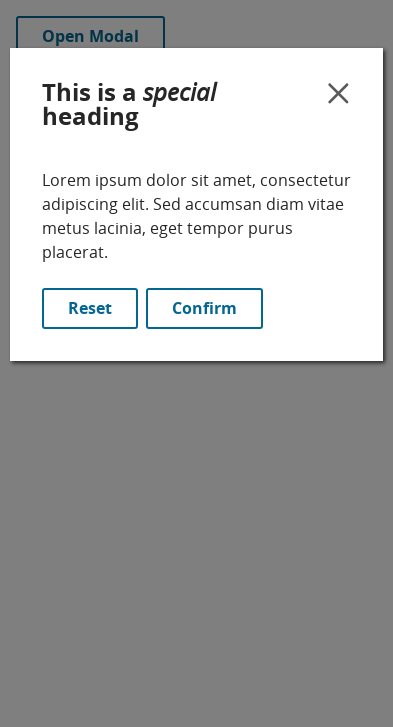 Open Modal
This is a special
heading
Lorem ipsum dolor sit amet, consectetur
adipiscing elit. Sed accumsan diam vitae
metus lacinia, eget tempor purus
placerat.
Reset Confirm